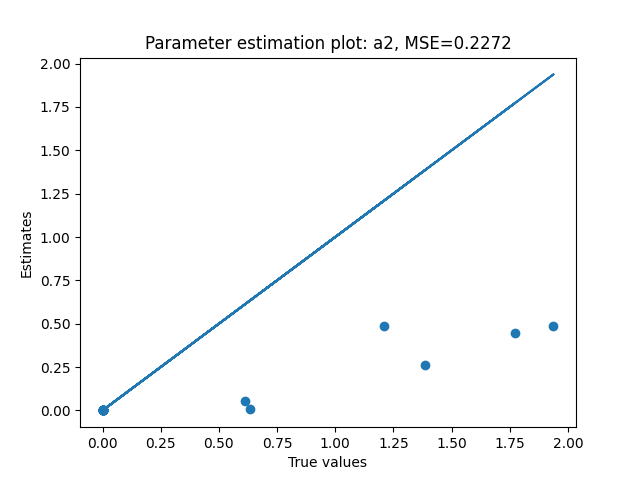 Parameter estimation plot: a2, MSE=0.2272
2.00
1.75
1.50
1.25
1.00
0.75
0.50
0.25
0.00
Estimates
0.00 0.25 0.50 0.75 1.00 1.25 1.50 1.75 2.00
True values